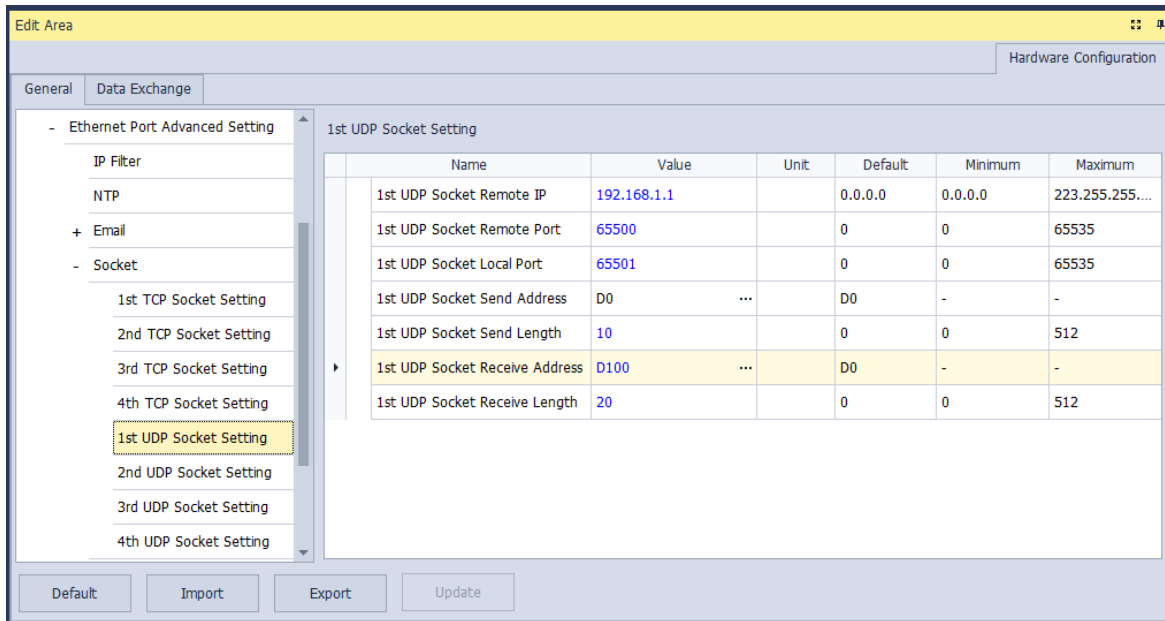 Edit Area
Hardware Configuration
General Data Exchange
- Ethernet Port Advanced Setting
IP Filter
NTP
+ Email
- Socket
1st TCP Socket Setting
2nd TCP Socket Setting
3rd TCP Socket Setting
4th TCP Socket Setting
1st UDP Socket Setting
2nd UDP Socket Setting
3rd UDP Socket Setting
4th UDP Socket Setting
1st UDP Socket Setting
Name Value Unit Default Minimum Maximum
1st UDP Socket Remote IP 192.168.1.1 0.0.0.0 0.0.0.0 223.255.255....
1st UDP Socket Remote Port 65500 0 0 65535
1st UDP Socket Local Port 65501 0 0 65535
1st UDP Socket Send Address D0 ... D0 - -
1st UDP Socket Send Length 10 0 0 512
1st UDP Socket Receive Address D100 ... D0 - -
1st UDP Socket Receive Length 20 0 0 512
Default Import Export Update